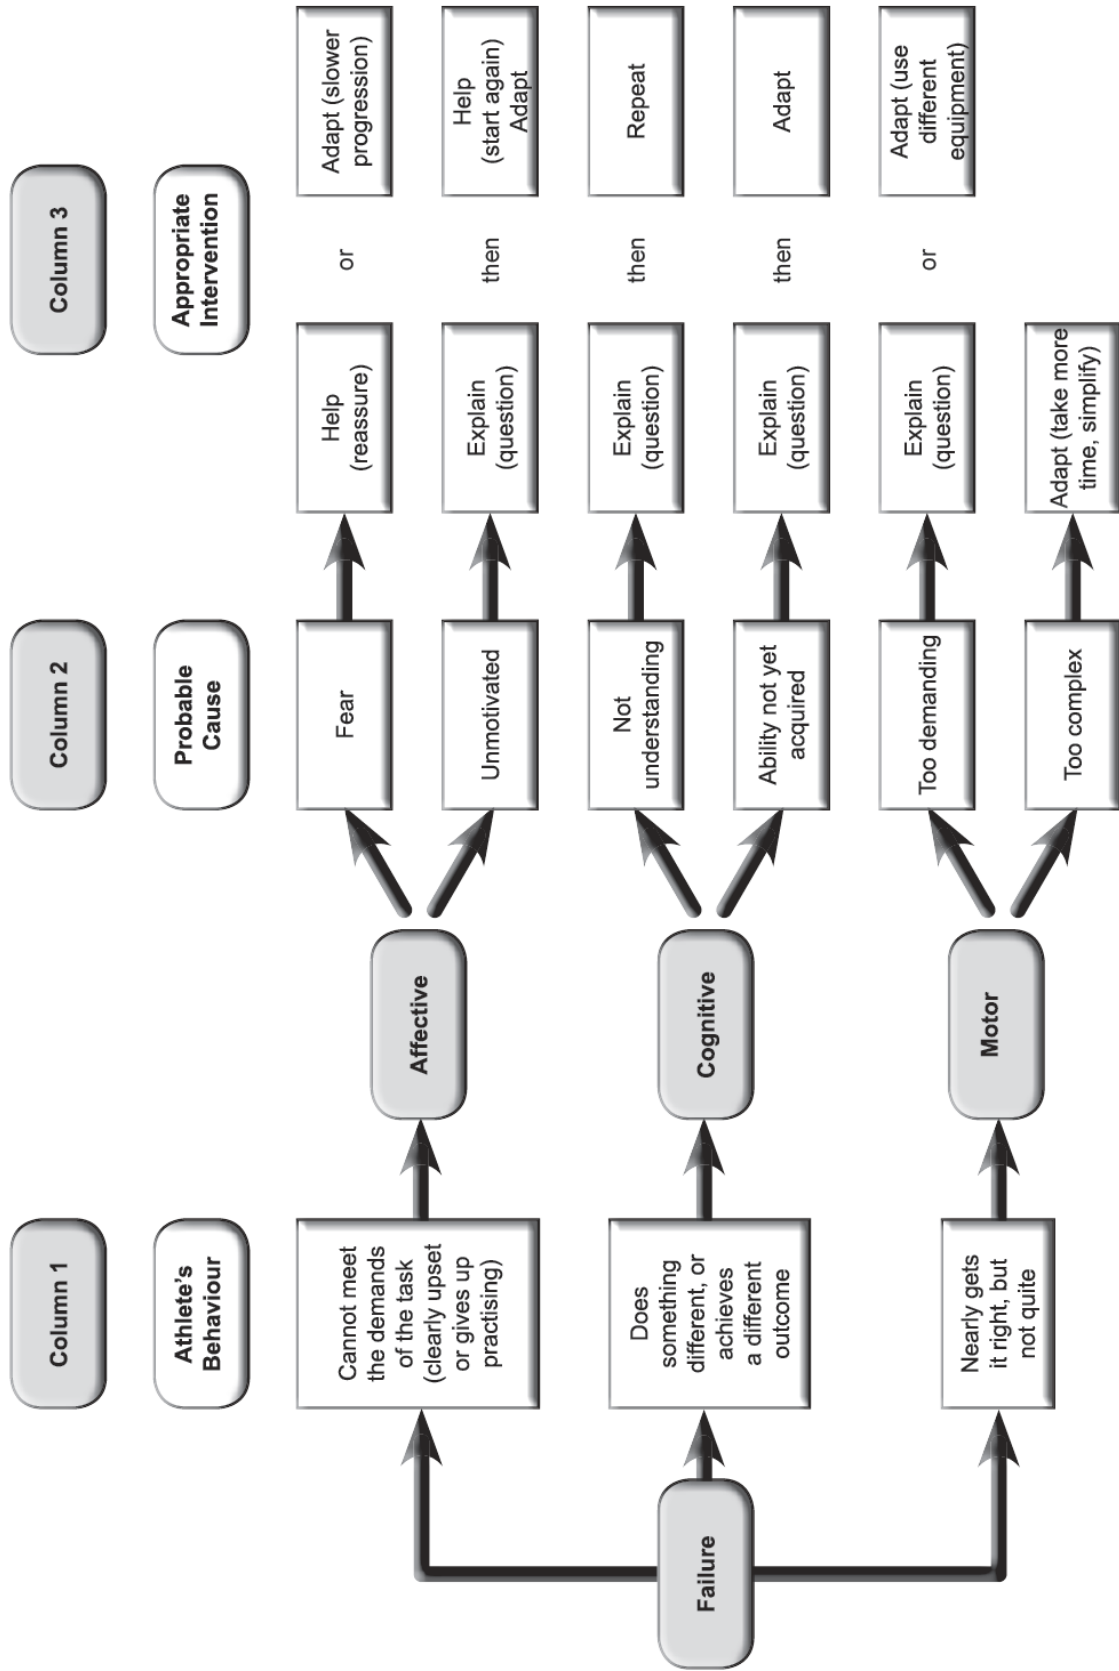 Column 1
Column 2
Column 3
Athlete's
Behaviour
Probable
Cause
Appropriate
Intervention
Failure
Cannot meet
the demands
of the task
(clearly upset
or gives up
practising)
Affective
Fear
Help
(reassure)
or
Adapt (slower
progression)
Unmotivated
Explain
(question)
then
Help
(start again)
Adapt
Does
something
different, or
achieves
a different
outcome
Cognitive
Not
understanding
Explain
(question)
then
Repeat
Ability not yet
acquired
Explain
(question)
then
Adapt
Nearly gets
it right, but
not quite
Motor
Too demanding
Explain
(question)
or
Adapt (use
different
equipment)
Too complex
Adapt (take more
time, simplify)